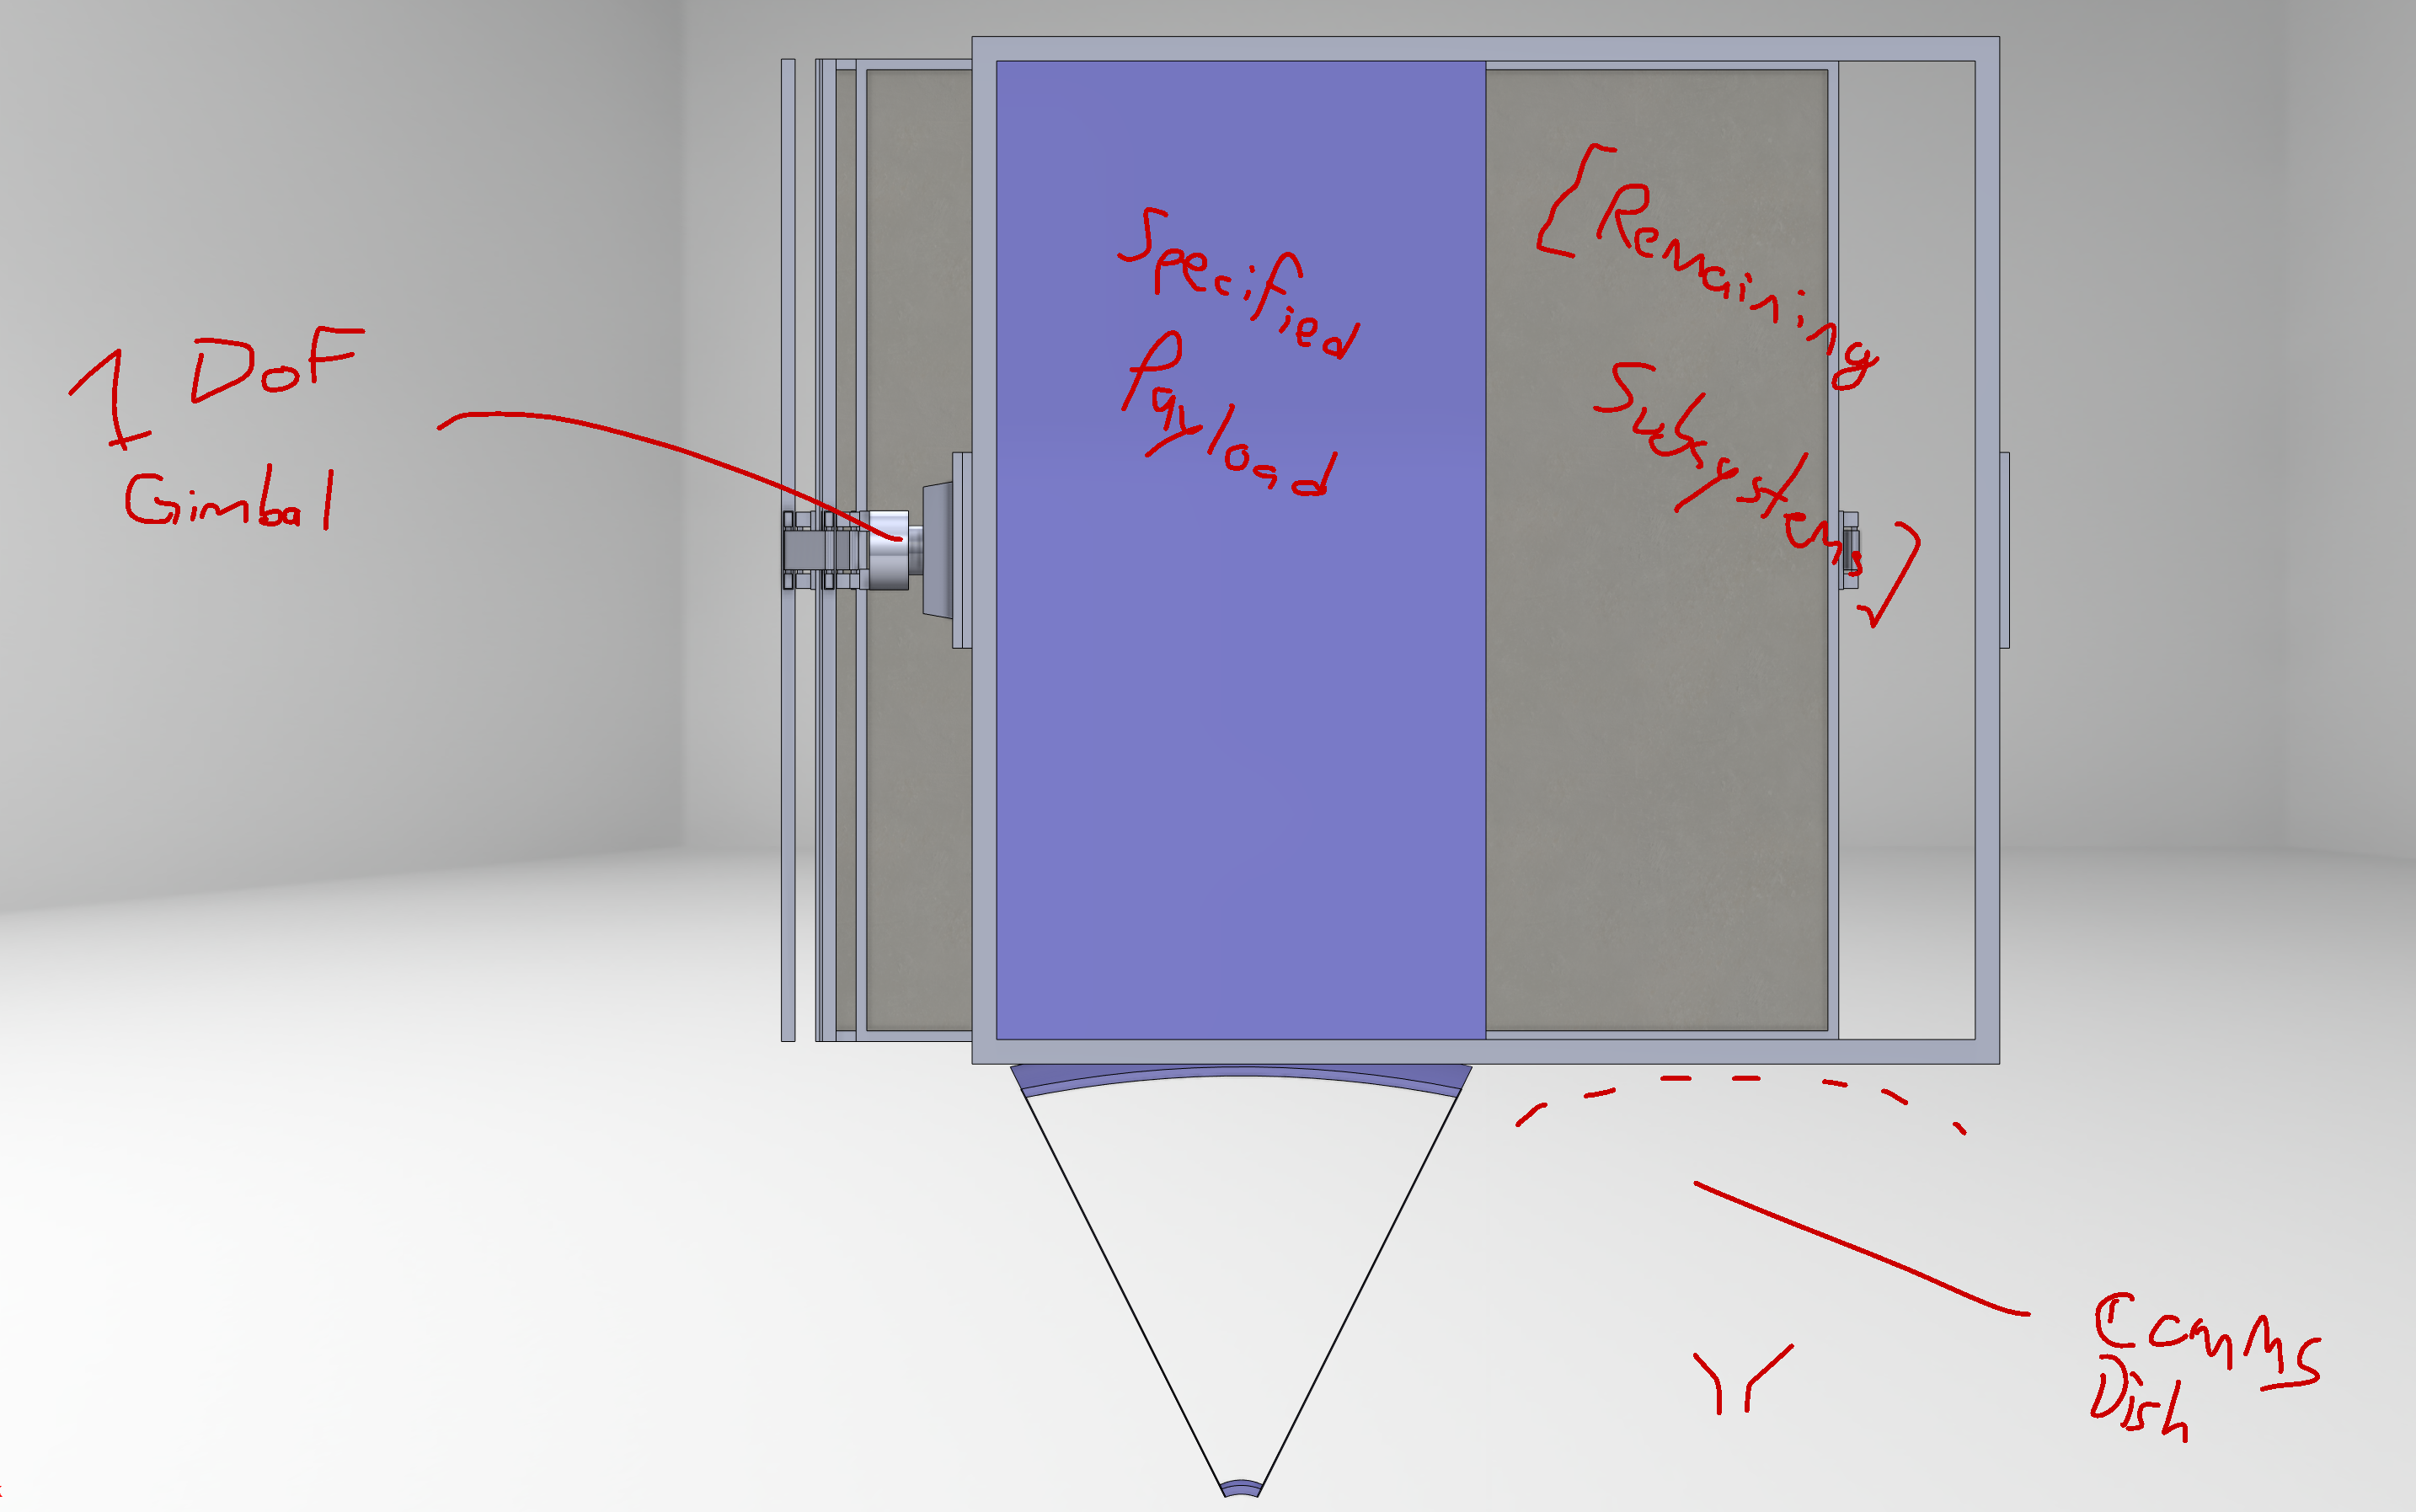 1 DoF
Gimbal
Specified
Payload
[Remaining
Subsystems]
Comms
Dish